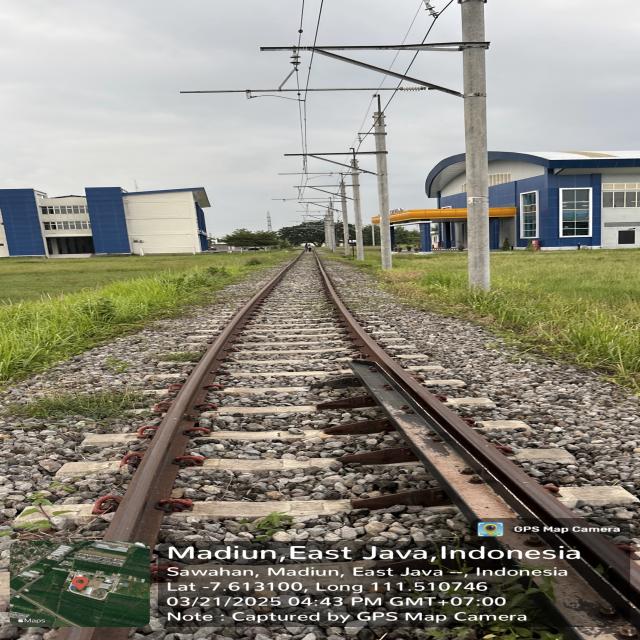 GPS Map Camera
Madiun,East Java,Indonesia
Sawahan, Madiun, East Java —, Indonesia
Lat -7.613100, Long 111.510746
03/21/2025 04:43 PM GMT+07:00
Note : Captured by GPS Map Camera
Maps